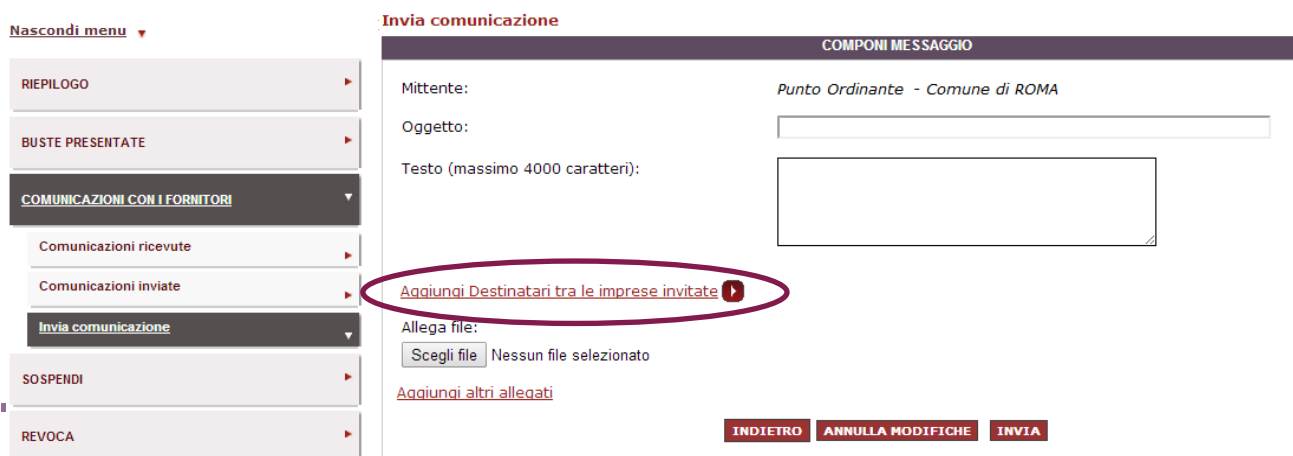 Nascondi menu
RIEPILOGO
BUSTE PRESENTATE
COMUNICAZIONI CON I FORNITORI
Comunicazioni ricevute
Comunicazioni inviate
Invia comunicazione
SOSPENDI
REVOCA
Invia comunicazione
COMPONI MESSAGGIO
Mittente: Punto Ordinante - Comune di ROMA
Oggetto:
Testo (massimo 4000 caratteri):
Aggiungi Destinatari tra le imprese invitate
Allega file:
Scegli file Nessun file selezionato
Aggiungi altri allegati
INDIETRO ANNULLA MODIFICHE INVIA